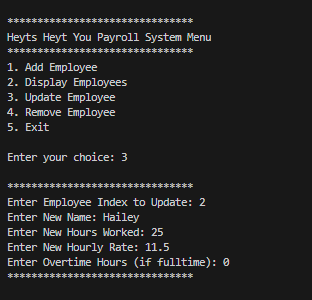 *******************************
Heyts Heyt You Payroll System Menu
*******************************
1. Add Employee
2. Display Employees
3. Update Employee
4. Remove Employee
5. Exit
Enter your choice: 3
*******************************
Enter Employee Index to Update: 2
Enter New Name: Hailey
Enter New Hours Worked: 25
Enter New Hourly Rate: 11.5
Enter Overtime Hours (if fulltime): 0
*******************************